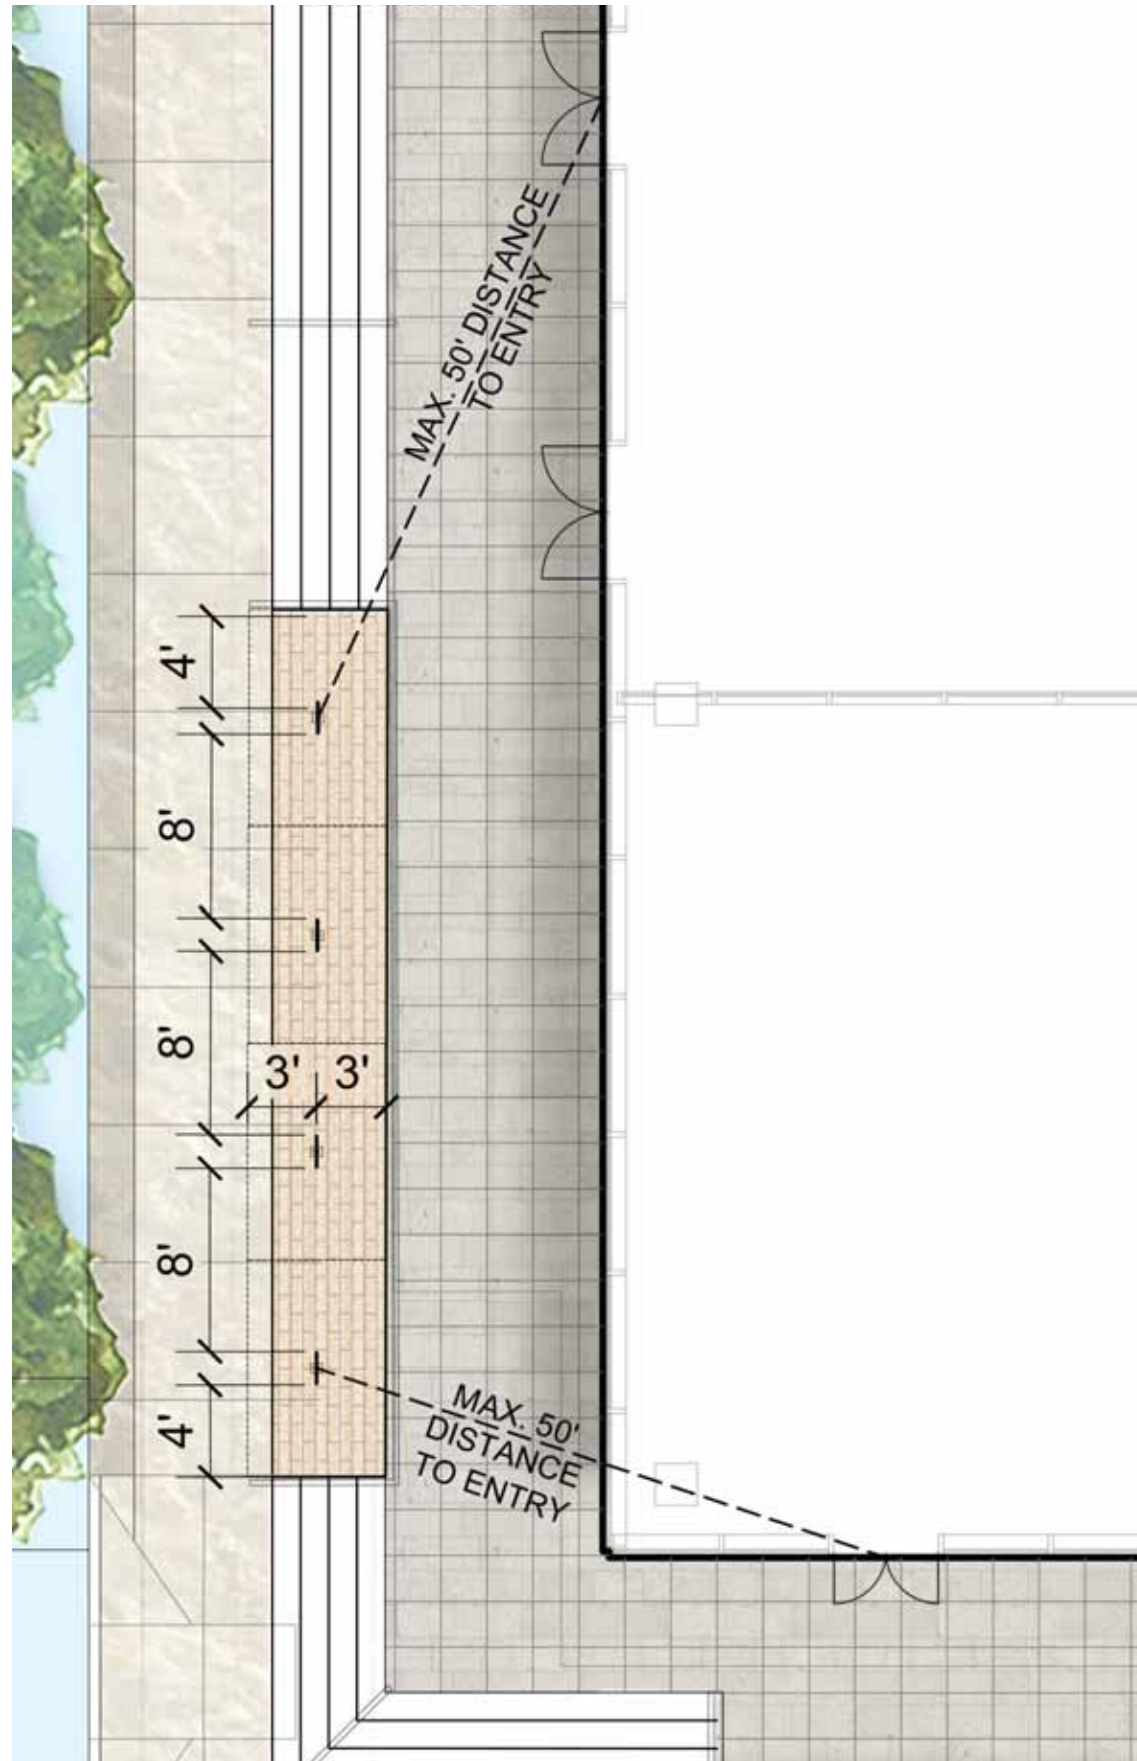 MAX. 50' DISTANCE
TO ENTRY
4'
8'
8'
3' 3'
8'
4'
MAX. 50'
DISTANCE
TO ENTRY